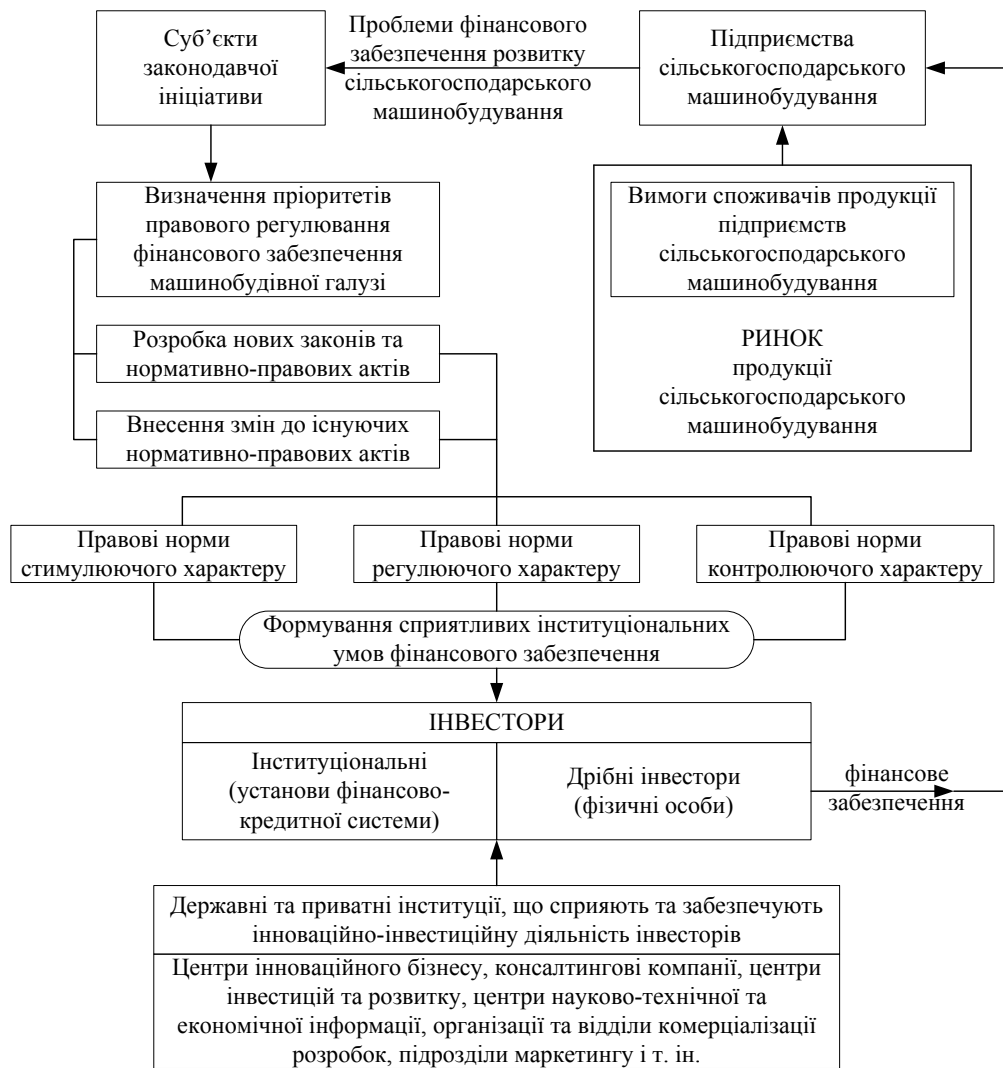 Суб’єкти
законодавчої
ініціативи
Проблеми фінансового
забезпечення розвитку
сільськогосподарського
машинобудування
Підприємства
сільськогосподарського
машинобудування
Визначення пріоритетів
правового регулювання
фінансового забезпечення
машинобудівної галузі
Вимоги споживачів продукції
підприємств
сільськогосподарського
машинобудування
РИНОК
продукції
сільськогосподарського
машинобудування
Розробка нових законів та
нормативно-правових актів
Внесення змін до існуючих
нормативно-правових актів
Правові норми
стимулюючого характеру
Правові норми
регулюючого характеру
Правові норми
контролюючого характеру
Формування сприятливих інституціональних
умов фінансового забезпечення
ІНВЕСТОРИ
Інституціональні
(установи фінансово-
кредитної системи)
Дрібні інвестори
(фізичні особи)
фінансове
забезпечення
Державні та приватні інституції, що сприяють та забезпечують
інноваційно-інвестиційну діяльність інвесторів
Центри інноваційного бізнесу, консалтингові компанії, центри
інвестицій та розвитку, центри науково-технічної та
економічної інформації, організації та відділи комерціалізації
розробок, підрозділи маркетингу і т. ін.